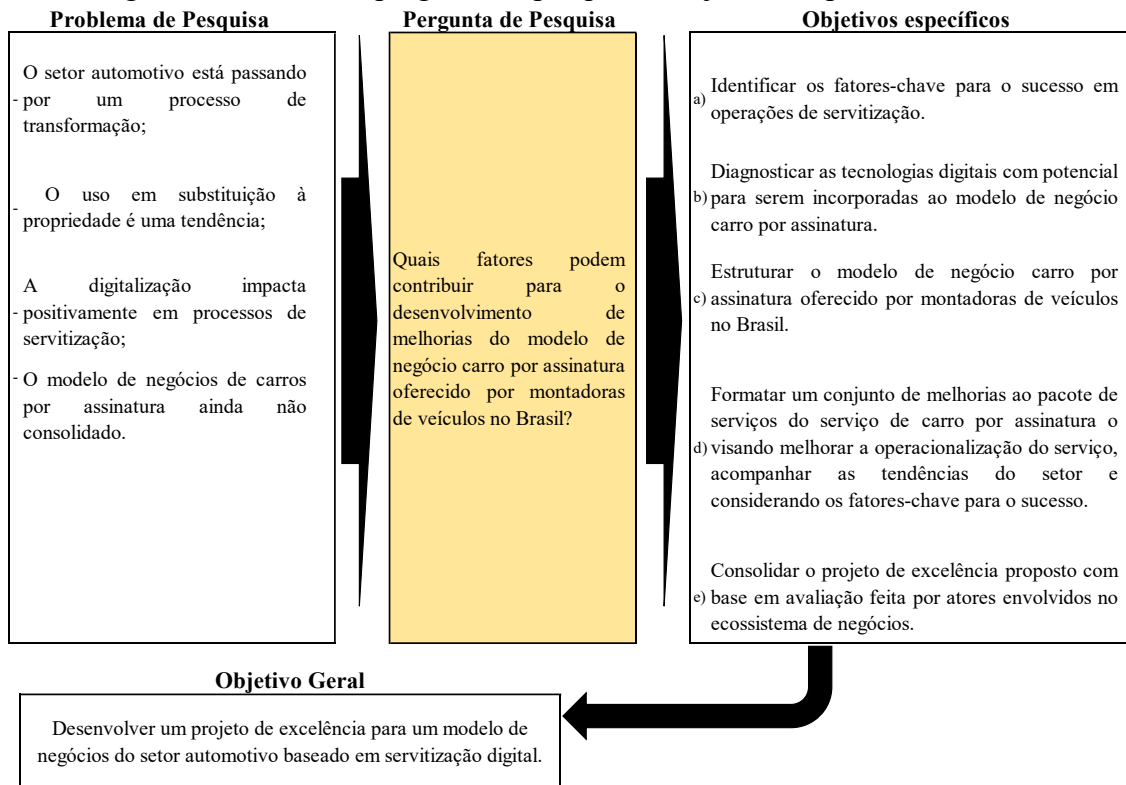 Problema de Pesquisa
O setor automotivo está passando
- por um processo de
transformação;
O uso em substituição à
-
propriedade é uma tendência;
A digitalização impacta
- positivamente em processos de
servitização;
- O modelo de negócios de carros
por assinatura ainda não
consolidado.
Pergunta de Pesquisa
Quais fatores podem
contribuir para o
desenvolvimento de
melhorias do modelo de
negócio carro por assinatura
oferecido por montadoras
de veículos no Brasil?
Objetivos específicos
a) Identificar os fatores-chave para o sucesso em
operações de servitização.
Diagnosticar as tecnologias digitais com potencial
b) para serem incorporadas ao modelo de negócio
carro por assinatura.
Estruturar o modelo de negócio carro por
c) assinatura oferecido por montadoras de veículos
no Brasil.
Formatar um conjunto de melhorias ao pacote de
serviços do serviço de carro por assinatura o
d) visando melhorar a operacionalização do serviço,
acompanhar as tendências do setor e
considerando os fatores-chave para o sucesso.
Consolidar o projeto de excelência proposto com
e) base em avaliação feita por atores envolvidos no
ecossistema de negócios.
Objetivo Geral
Desenvolver um projeto de excelência para um modelo de
negócios do setor automotivo baseado em servitização digital.